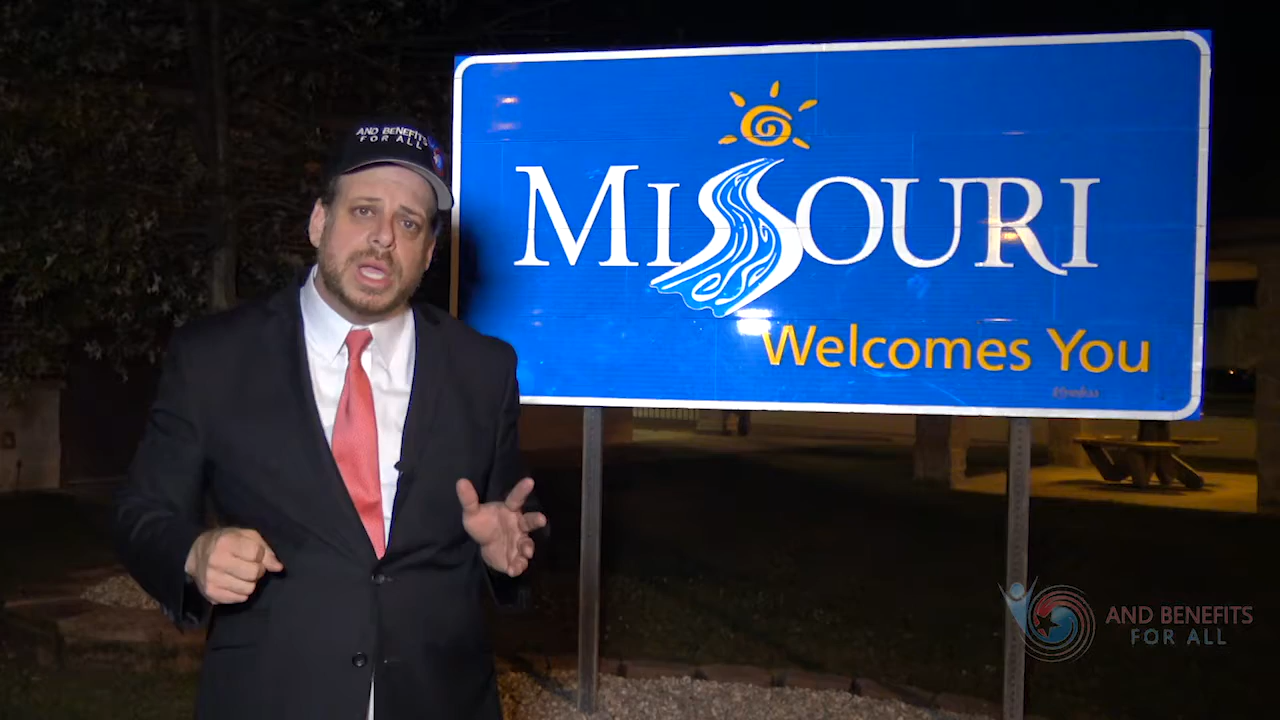 AND BENEFITS
FOR ALL
MISSOURI
Welcomes You
AND BENEFITS
FOR ALL